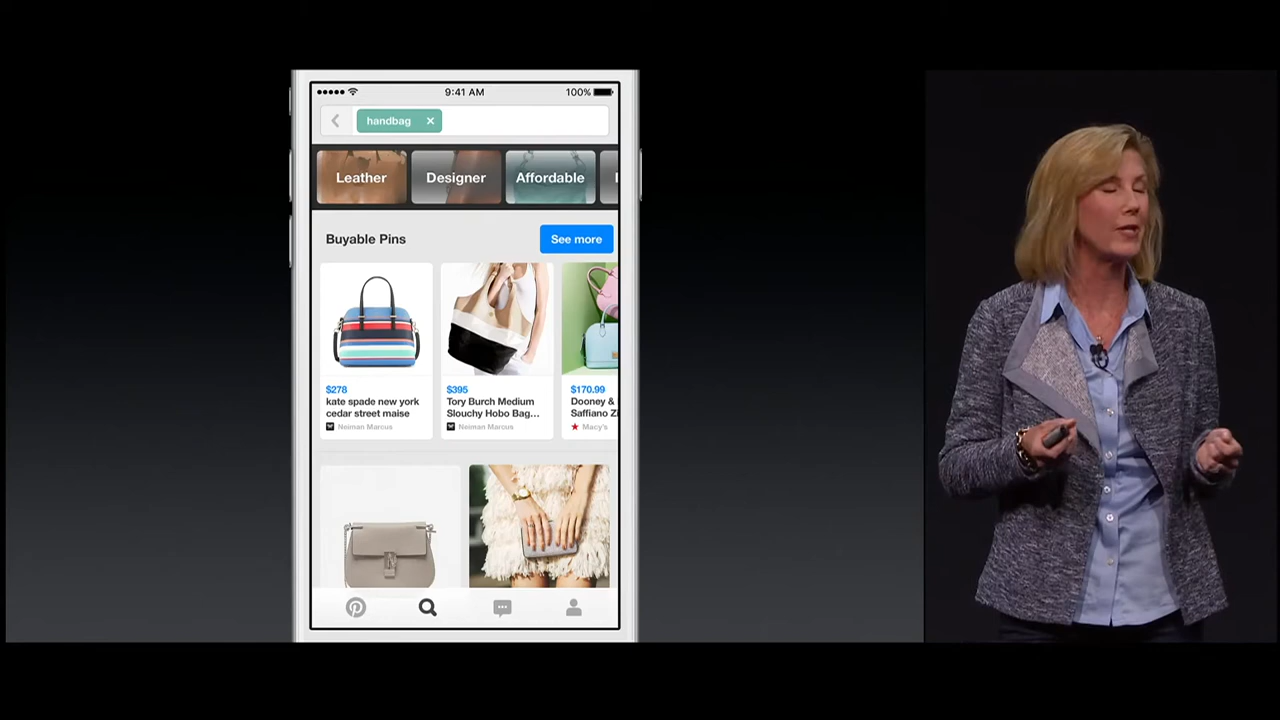 9:41 AM
100%
handbag
Leather
Designer
Affordable
Buyable Pins
See more
$278
kate spade new york
cedar street maise
Neiman Marcus
$395
Tory Burch Medium
Slouchy Hobo Bag...
Neiman Marcus
$170.99
Dooney &
Saffiano
Macy's